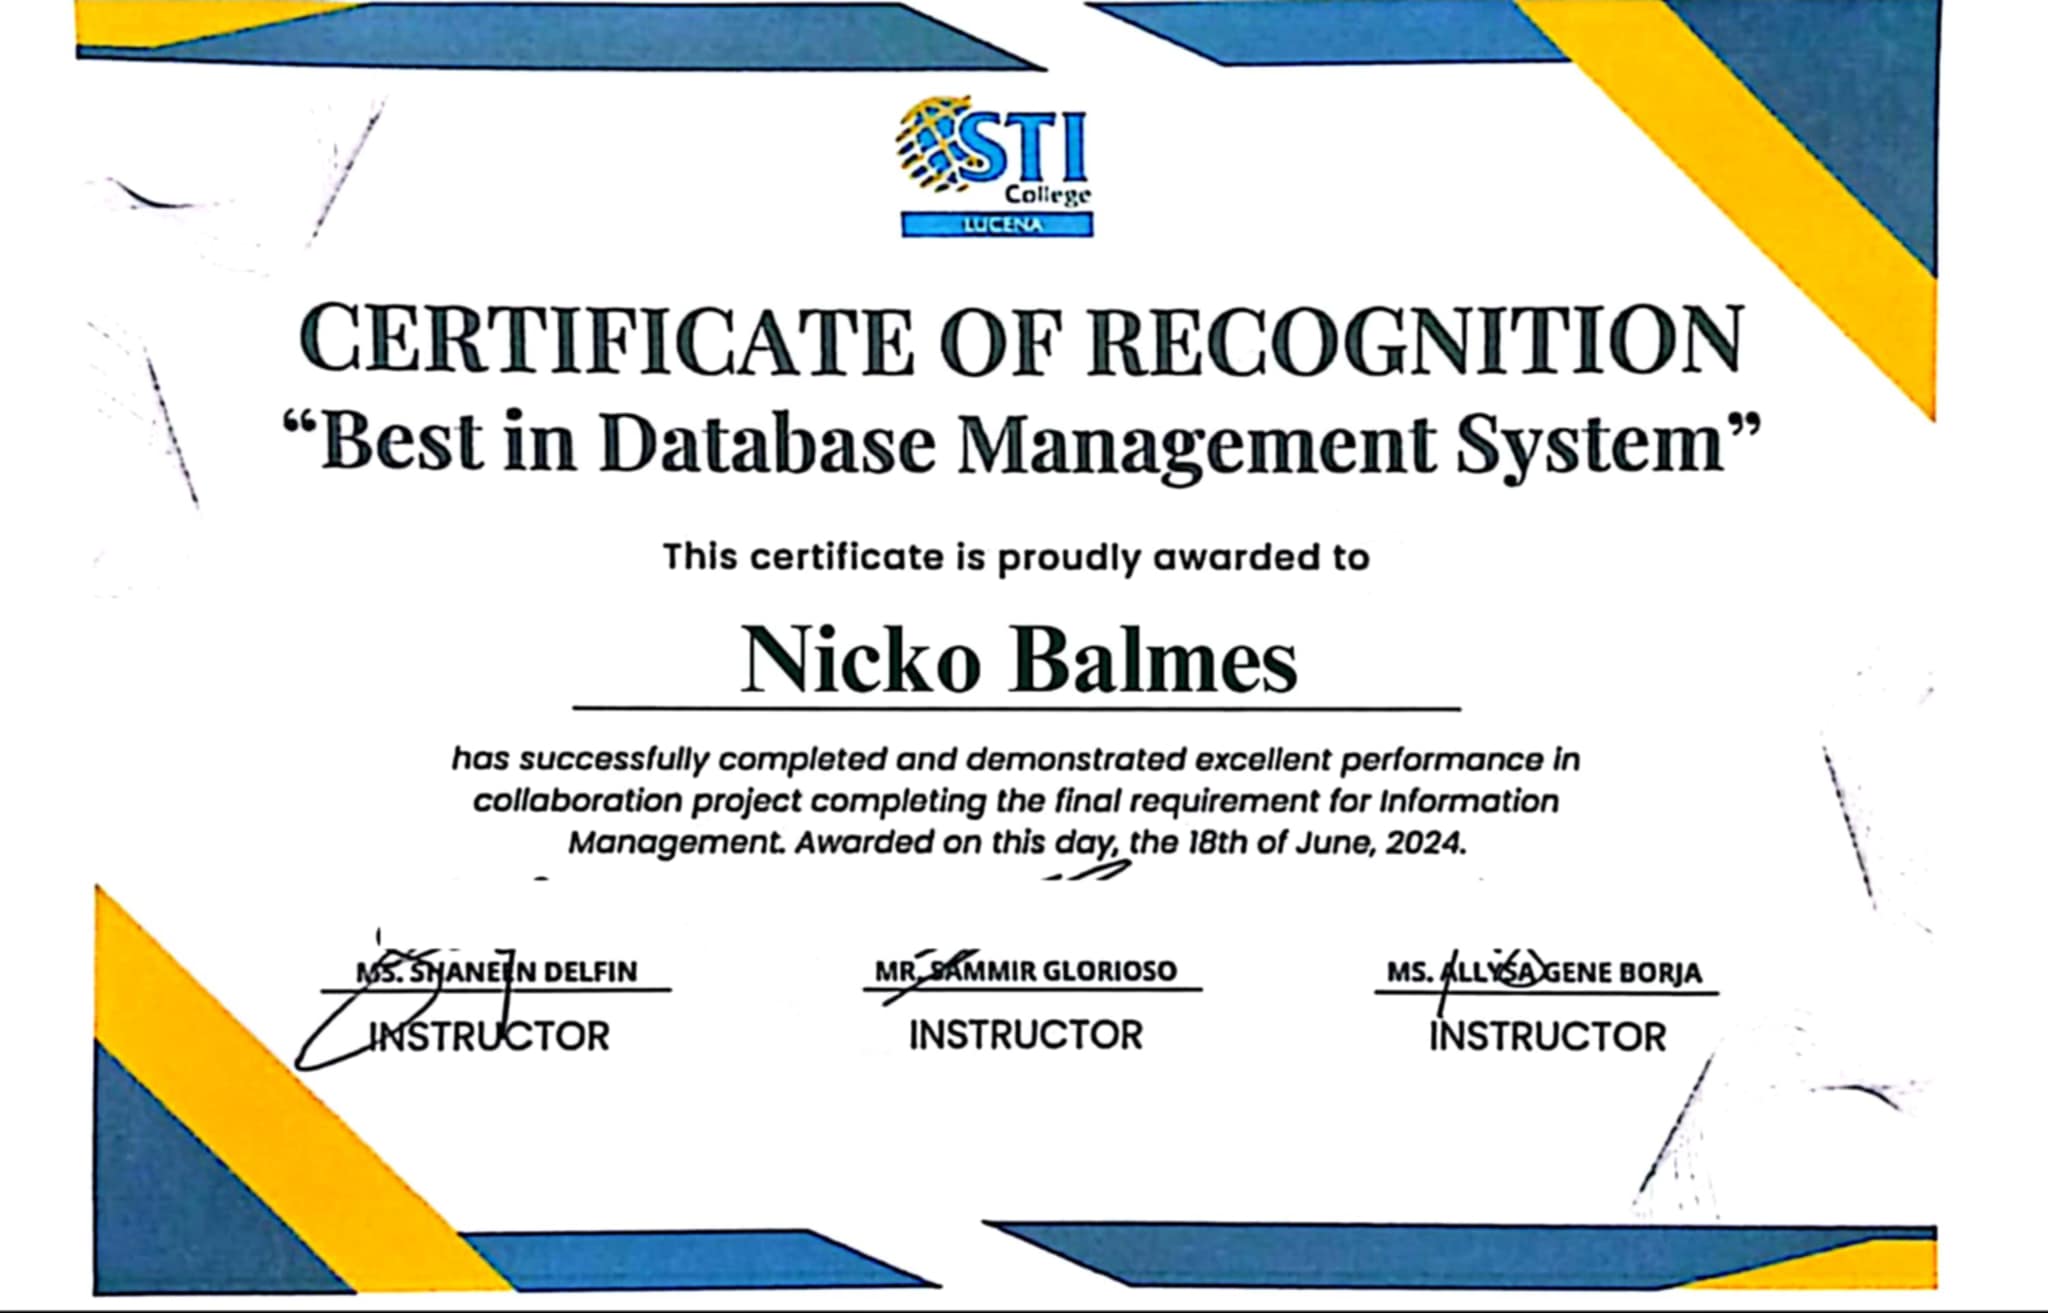 STI
College
LUCENA
CERTIFICATE OF RECOGNITION
“Best in Database Management System”
This certificate is proudly awarded to
Nicko Balmes
has successfully completed and demonstrated excellent performance in
collaboration project completing the final requirement for Information
Management. Awarded on this day, the 18th of June, 2024.
MS. SHANEEN DELFIN
INSTRUCTOR
MR. SAMMIR GLORIOSO
INSTRUCTOR
MS. ALLYSA GENE BORJA
INSTRUCTOR